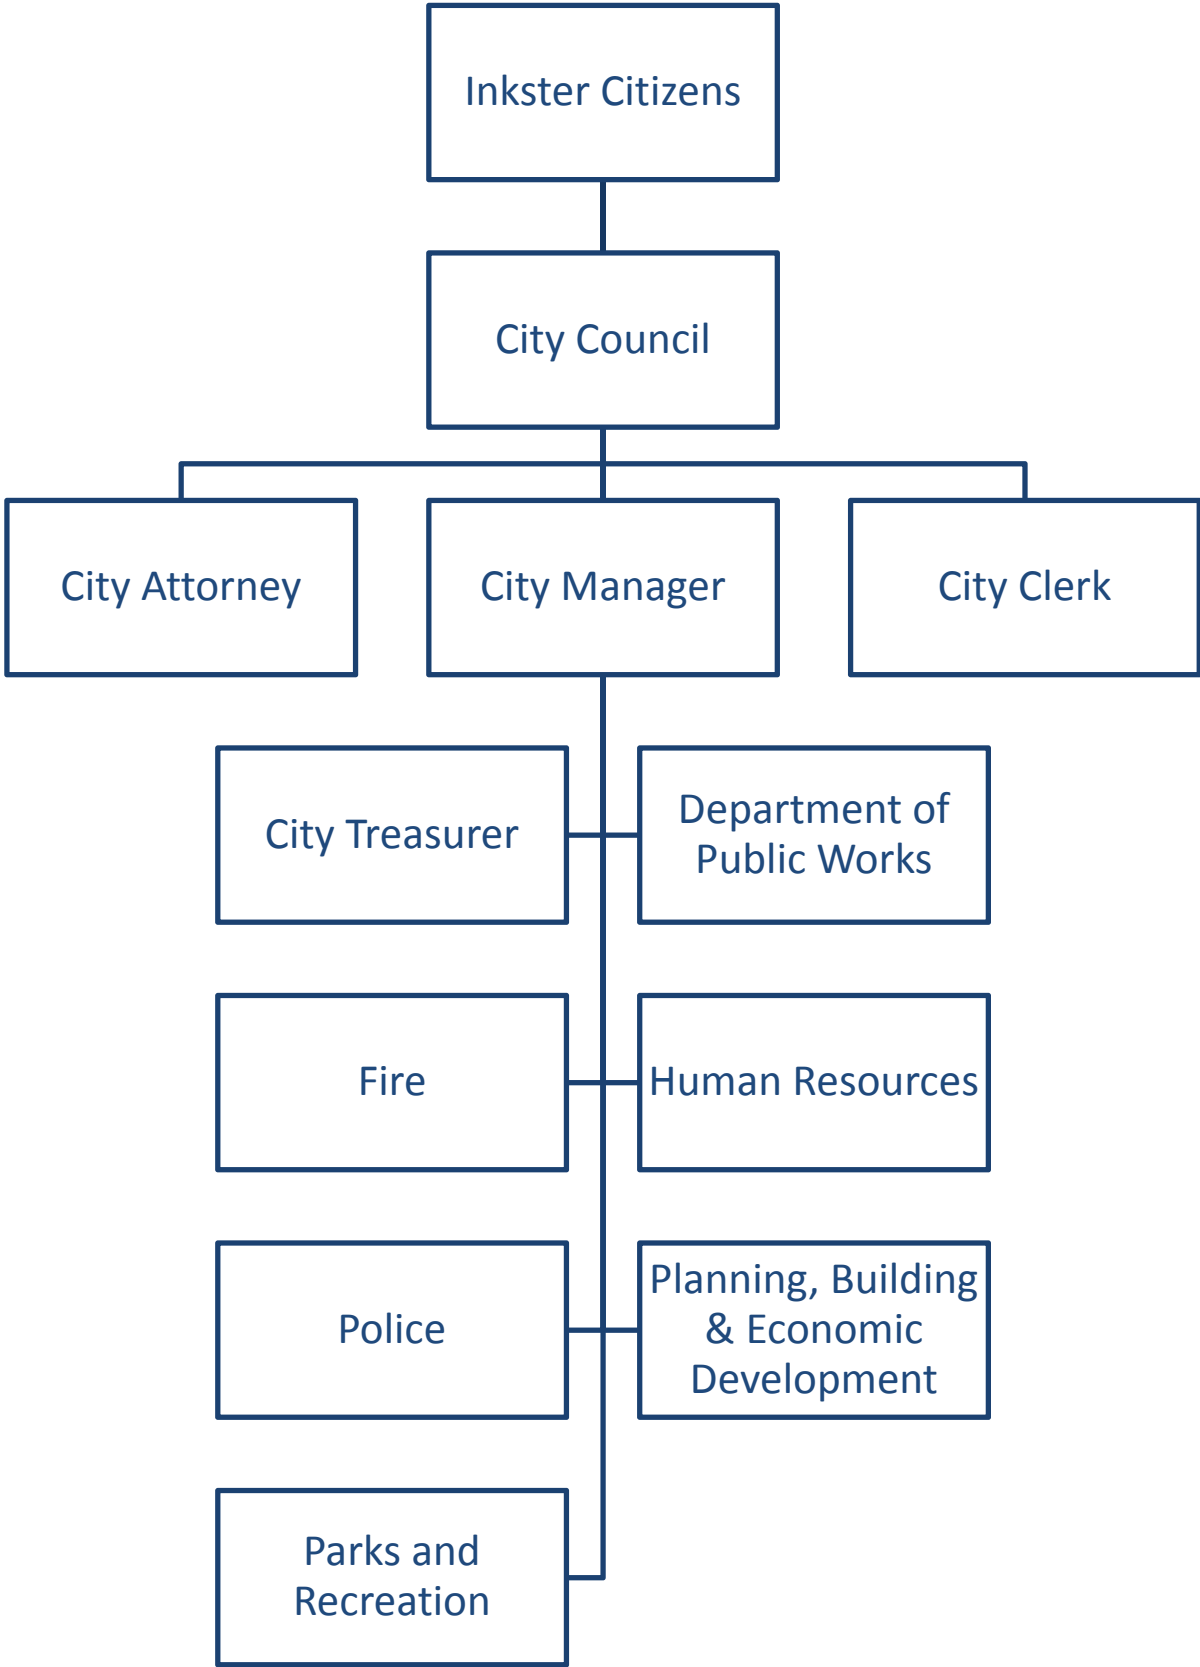 Inkster Citizens
City Council
City Attorney
City Manager
City Clerk
City Treasurer
Department of
Public Works
Fire
Human Resources
Police
Planning, Building
& Economic
Development
Parks and
Recreation